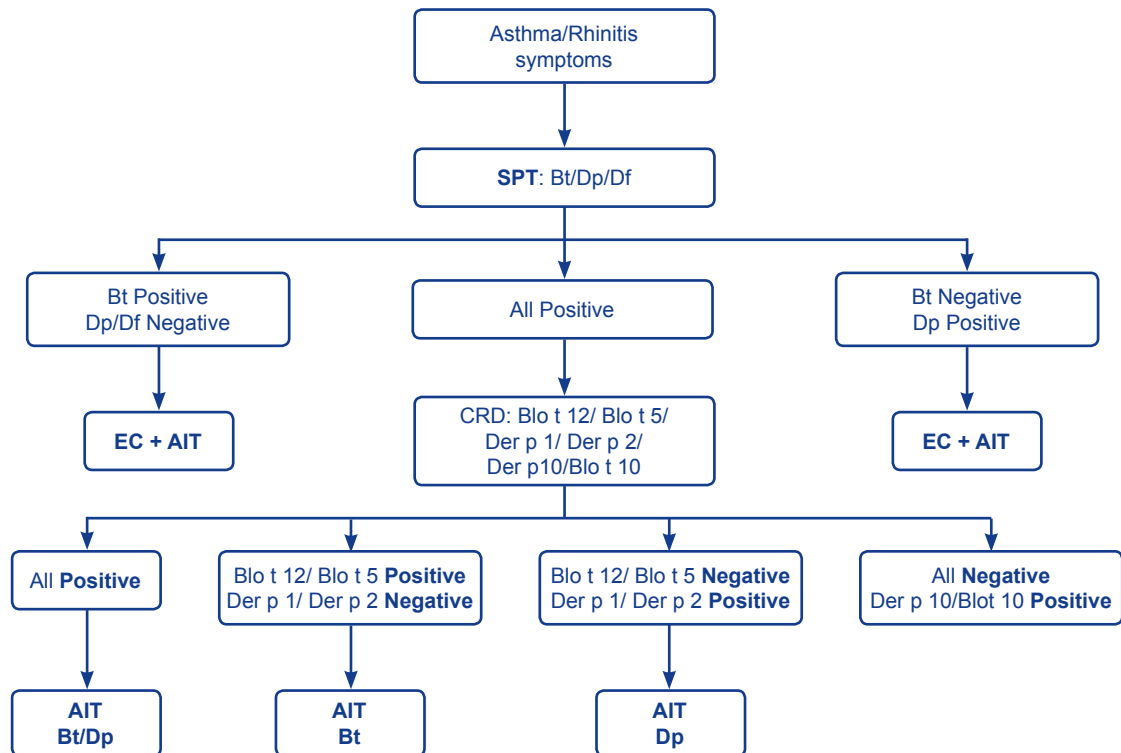 Asthma/Rhinitis
symptoms
SPT: Bt/Dp/Df
Bt Positive
Dp/Df Negative
All Positive
Bt Negative
Dp Positive
EC + AIT
CRD: Blo t 12/ Blo t 5/
Der p 1/ Der p 2/
Der p10/Blo t 10
EC + AIT
All Positive
Blo t 12/ Blo t 5 Positive
Der p 1/ Der p 2 Negative
Blo t 12/ Blo t 5 Negative
Der p 1/ Der p 2 Positive
All Negative
Der p 10/Blot 10 Positive
AIT
Bt/Dp
AIT
Bt
AIT
Dp